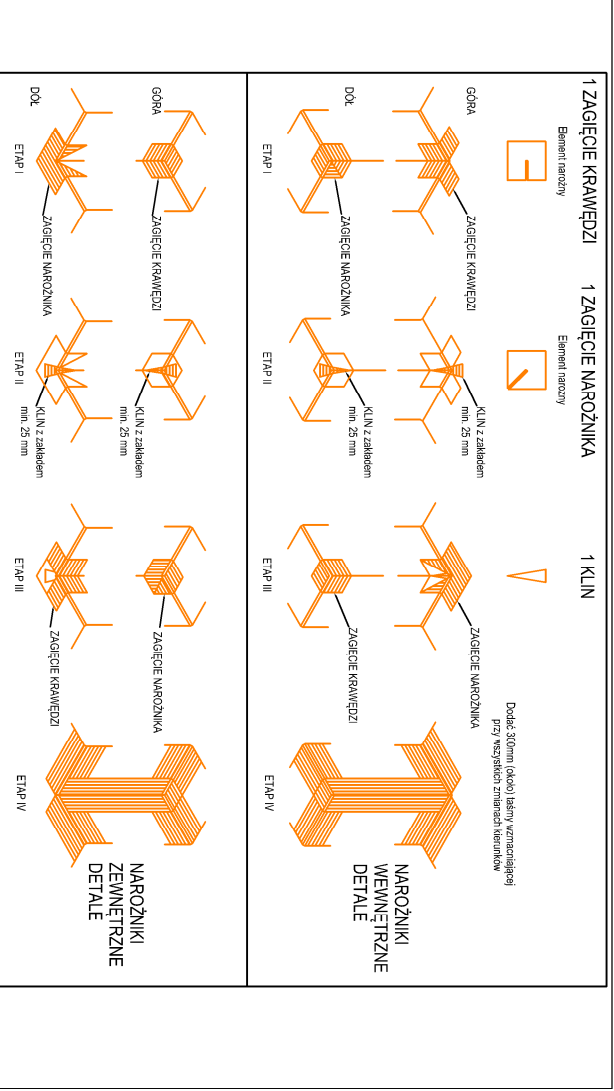 1 ZAGIĘCIE KRAWĘDZI
1 ZAGIĘCIE NAROŻNIKA
1 KLIN
Element narożny
Element narożny
Dodać 300mm (około) taśmy wzmacniającej
przy wszystkich zmianach kierunków
GÓRA
ZAGIĘCIE KRAWĘDZI
KLIN z zakładem
min. 25 mm
ZAGIĘCIE NAROŻNIKA
DÓŁ
ZAGIĘCIE NAROŻNIKA
KLIN z zakładem
min. 25 mm
ZAGIĘCIE KRAWĘDZI
NAROŻNIKI
WEWNĘTRZNE
DETALE
ETAP I
ETAP II
ETAP III
ETAP IV
GÓRA
ZAGIĘCIE KRAWĘDZI
KLIN z zakładem
min. 25 mm
ZAGIĘCIE NAROŻNIKA
NAROŻNIKI
ZEWNĘTRZNE
DETALE
DÓŁ
ZAGIĘCIE NAROŻNIKA
KLIN z zakładem
min. 25 mm
ZAGIĘCIE KRAWĘDZI
ETAP I
ETAP II
ETAP III
ETAP IV